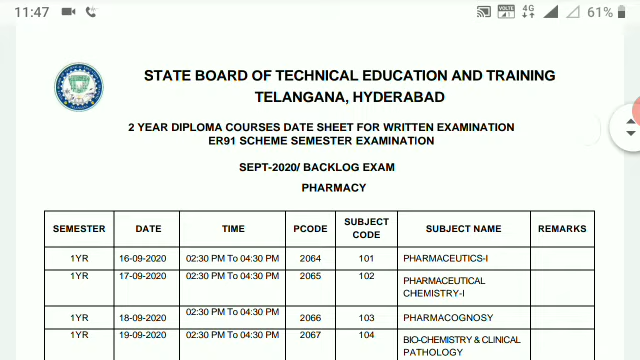 11:47
VoLTE 4G 61%
STATE BOARD OF TECHNICAL EDUCATION AND TRAINING
TELANGANA, HYDERABAD
2 YEAR DIPLOMA COURSES DATE SHEET FOR WRITTEN EXAMINATION
ER91 SCHEME SEMESTER EXAMINATION
SEPT-2020/ BACKLOG EXAM
PHARMACY
SEMESTER DATE TIME PCODE SUBJECT CODE SUBJECT NAME REMARKS
1YR 16-09-2020 02:30 PM To 04:30 PM 2064 101 PHARMACEUTICS-I
1YR 17-09-2020 02:30 PM To 04:30 PM 2065 102 PHARMACEUTICAL
CHEMISTRY-I
1YR 18-09-2020 02:30 PM To 04:30 PM 2066 103 PHARMACOGNOSY
1YR 19-09-2020 02:30 PM To 04:30 PM 2067 104 BIO-CHEMISTRY & CLINICAL
PATHOLOGY